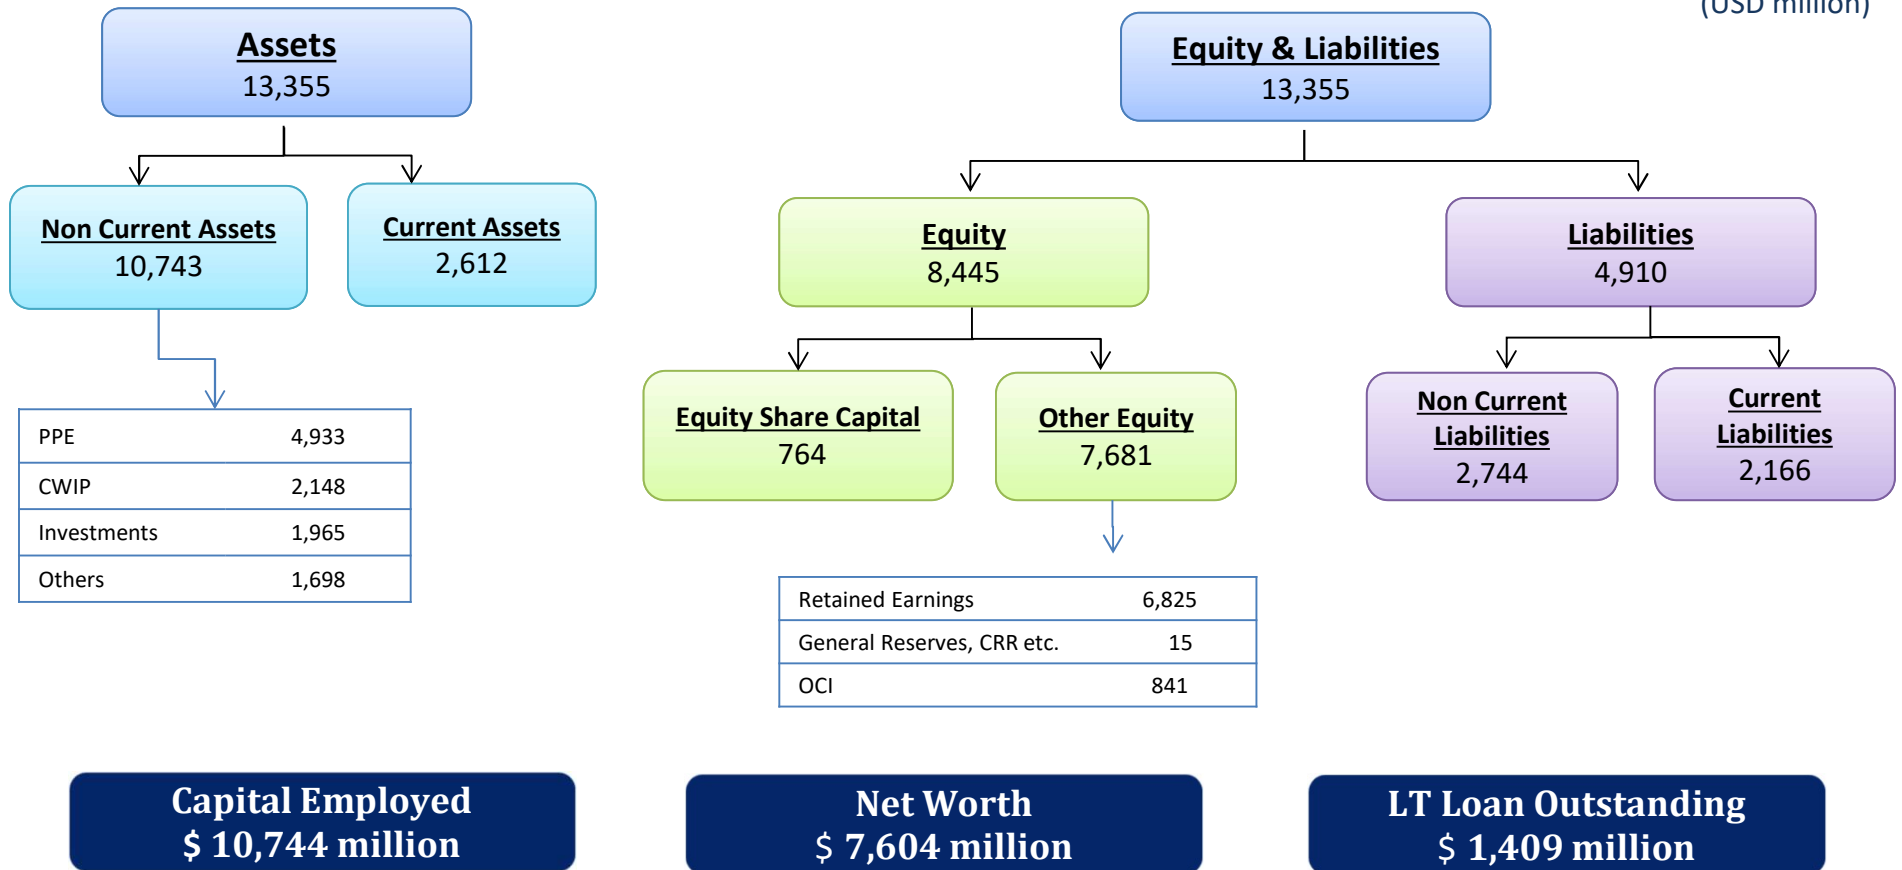 (USD million)
Assets
13,355
Equity & Liabilities
13,355
Non Current Assets
10,743
Current Assets
2,612
Equity
8,445
Liabilities
4,910
PPE 4,933
CWIP 2,148
Investments 1,965
Others 1,698
Equity Share Capital
764
Other Equity
7,681
Non Current
Liabilities
2,744
Current
Liabilities
2,166
Retained Earnings 6,825
General Reserves, CRR etc. 15
OCI 841
Capital Employed
$ 10,744 million
Net Worth
$ 7,604 million
LT Loan Outstanding
$ 1,409 million